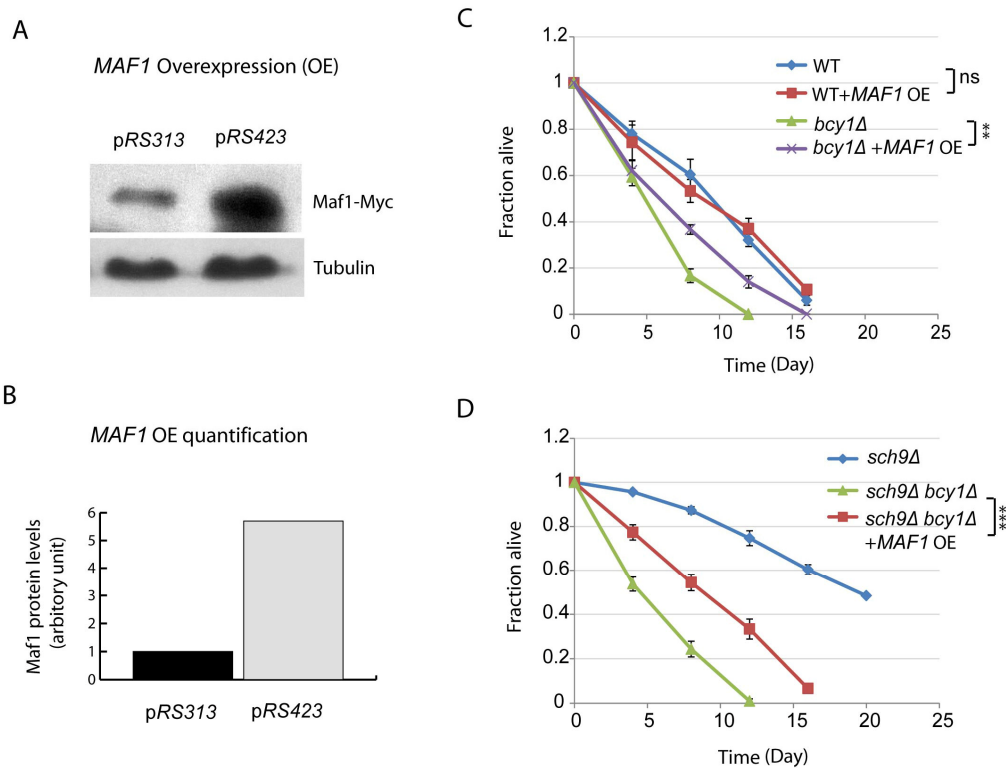 A
MAF1 Overexpression (OE)
pRS313 pRS423
Maf1-Myc
Tubulin
B
MAF1 OE quantification
Maf1 protein levels
(arbitory unit)
6
5
4
3
2
1
0
pRS313 pRS423
C
Fraction alive
1.2
1
0.8
0.6
0.4
0.2
0
0 5 10 15 20 25
Time (Day)
WT
WT+MAF1 OE
ns
bcy1Δ
bcy1Δ +MAF1 OE
**
D
Fraction alive
1.2
1
0.8
0.6
0.4
0.2
0
0 5 10 15 20 25
Time (Day)
sch9Δ
sch9Δ bcy1Δ
sch9Δ bcy1Δ
+MAF1 OE
***